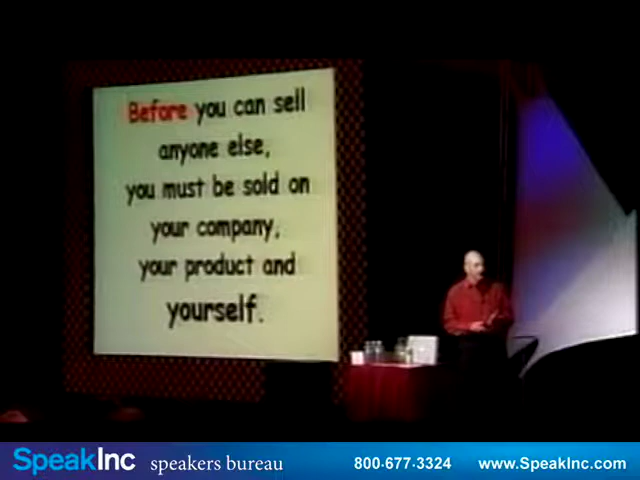 Before you can sell
anyone else,
you must be sold on
your company,
your product and
yourself.
SpeakInc speakers bureau 800-677-3324 www.SpeakInc.com